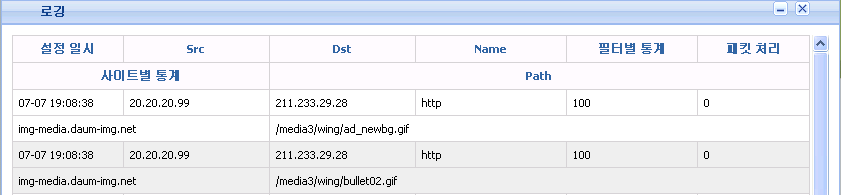 로깅
설정 일시 Src Dst Name 필터별 통계 패킷 처리
사이트별 통계 Path
07-07 19:08:38 20.20.20.99 211.233.29.28 http 100 0
img-media.daum-img.net /media3/wing/ad_newbg.gif
07-07 19:08:38 20.20.20.99 211.233.29.28 http 100 0
img-media.daum-img.net /media3/wing/bullet02.gif